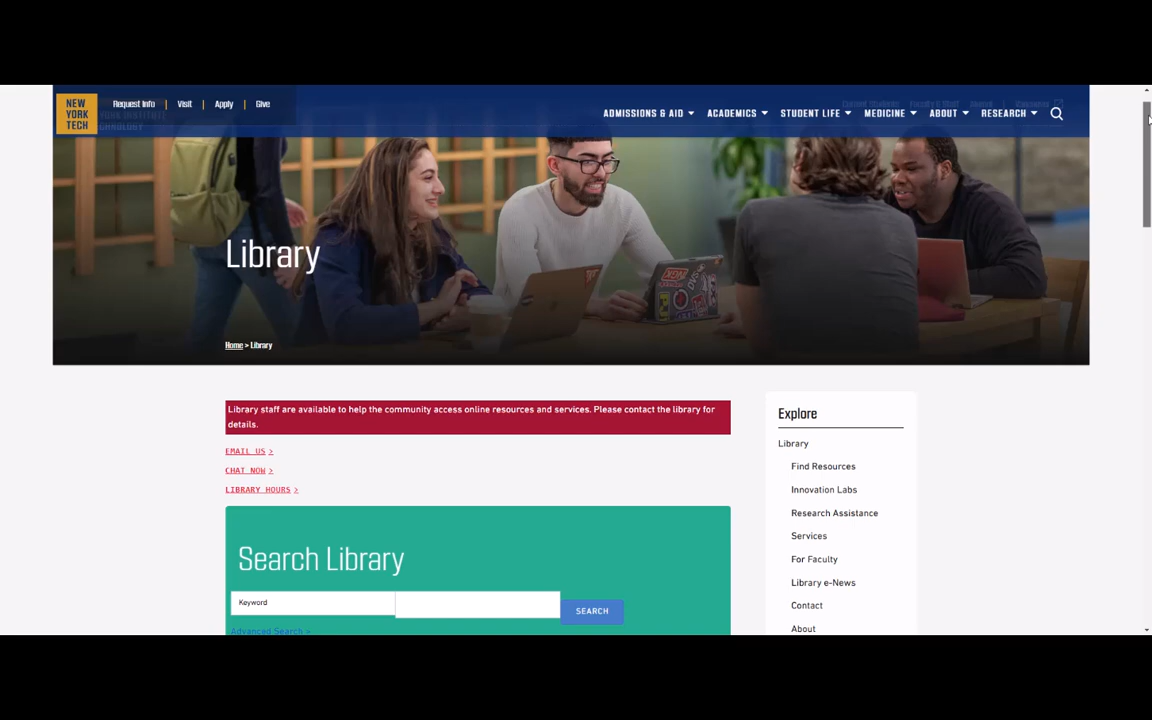 NEW
YORK
TECH
Request Info | Visit | Apply | Give
ADMISSIONS & AID ACADEMICS STUDENT LIFE MEDICINE ABOUT RESEARCH
Library
Home > Library
Library staff are available to help the community access online resources and services. Please contact the library for
details.
EMAIL US >
CHAT NOW >
LIBRARY HOURS >
Search Library
Keyword
SEARCH
Advanced Search >
Explore
Library
Find Resources
Innovation Labs
Research Assistance
Services
For Faculty
Library e-News
Contact
About